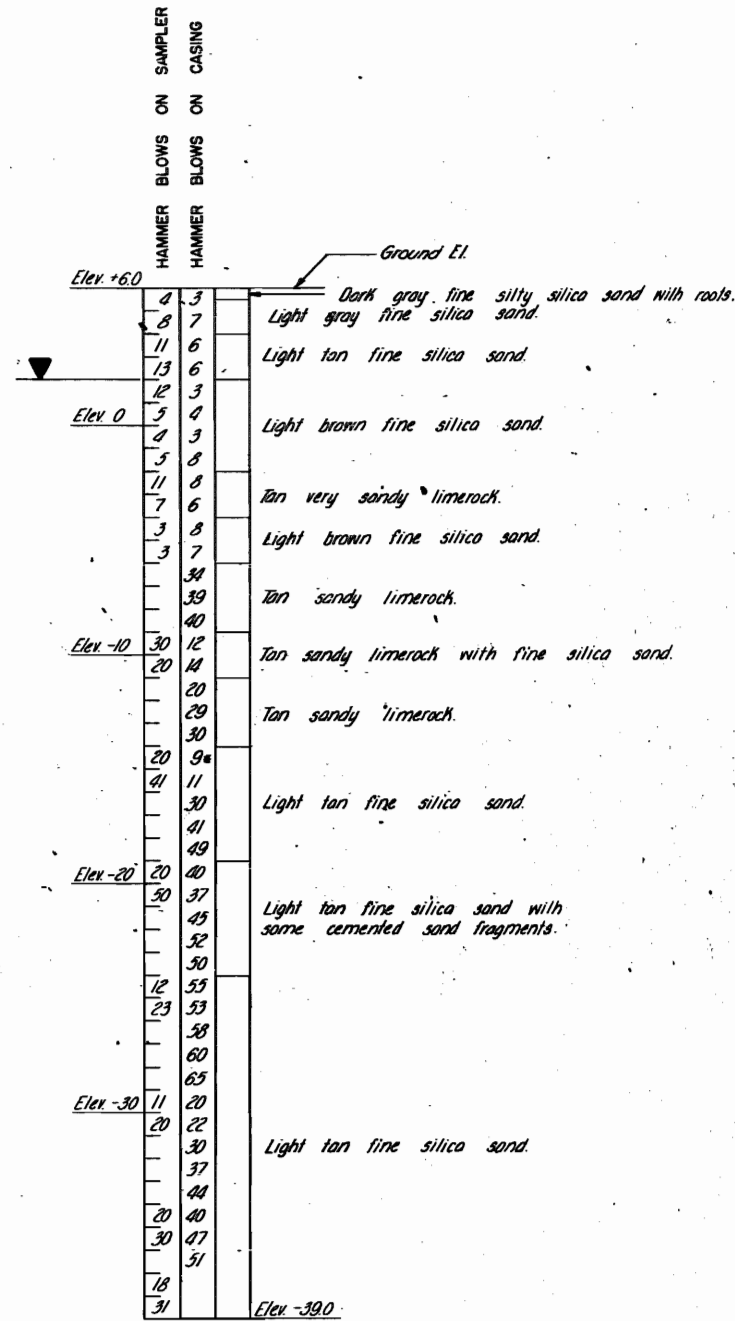 HAMMER BLOWS ON SAMPLER
HAMMER BLOWS ON CASING
Ground El.
Elev. +6.0
4 3 Dark gray fine silty silica sand with roots.
8 7 Light gray fine silica sand.
11 6
Light tan fine silica sand.
13 6
12 3
Elev. 0 5 4
Light brown fine silica sand.
4 3
5 8
11 8
Tan very sandy limerock.
7 6
3 8
Light brown fine silica sand.
3 7
34
39 Tan sandy limerock.
40
Elev. -10 30 12
Tan sandy limerock with fine silica sand.
20 14
20
29 Tan sandy limerock.
30
20 9
41 11
30 Light tan fine silica sand.
41
49
Elev. -20 20 40
50 37
Light tan fine silica sand with
45
some cemented sand fragments.
52
50
12 55
23 53
58
60
65
Elev. -30 11 20
20 22
30 Light tan fine silica sand.
37
44
20 40
30 47
51
18
31 Elev. -39.0